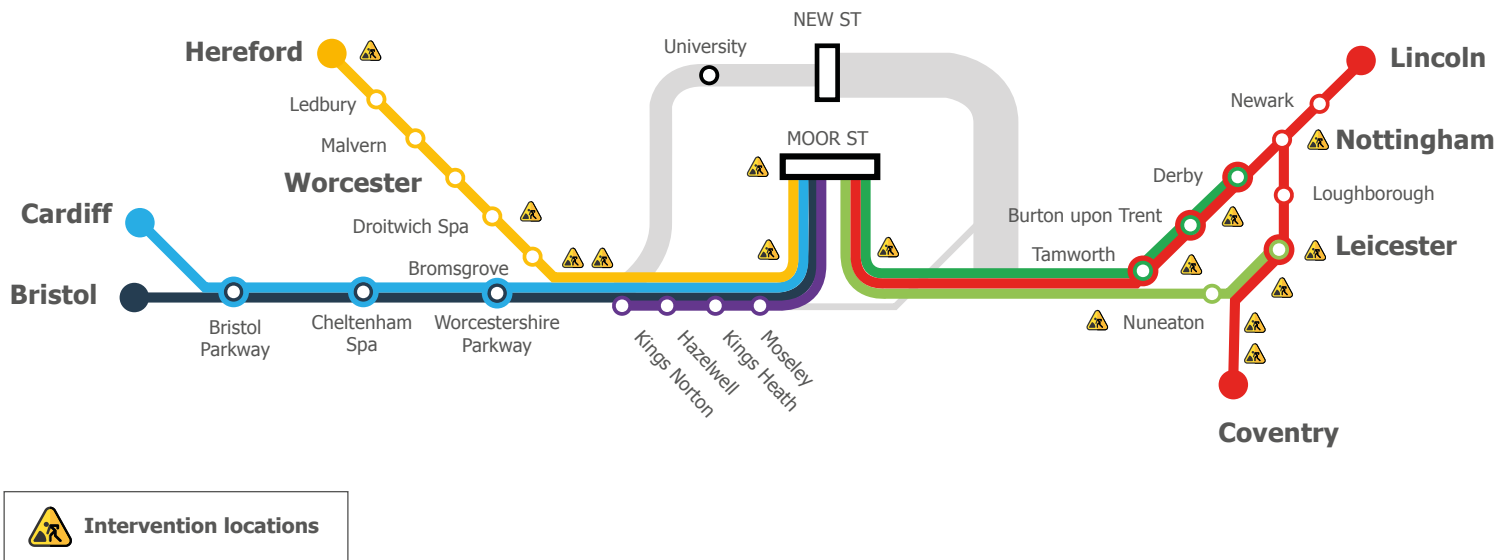 NEW ST
University
Hereford
Lincoln
Ledbury
Newark
Malvern
MOOR ST
Nottingham
Worcester
Derby
Loughborough
Cardiff
Droitwich Spa
Burton upon Trent
Tamworth
Leicester
Bromsgrove
Bristol
Bristol
Parkway
Cheltenham
Spa
Worcestershire
Parkway
Kings Norton
Hazelwell
Kings Heath
Moseley
Nuneaton
Coventry
Intervention locations